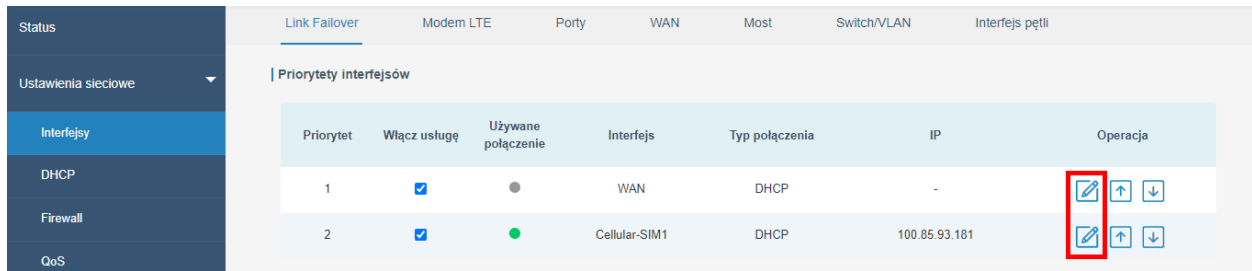 Status
Ustawienia sieciowe
Interfejsy
DHCP
Firewall
QoS
Link Failover Modem LTE Porty WAN Most Switch/VLAN Interfejs pętli
Priorytety interfejsów
Priorytet Włącz usługę Używane połączenie Interfejs Typ połączenia IP Operacja
1 WAN DHCP -
2 Cellular-SIM1 DHCP 100.85.93.181